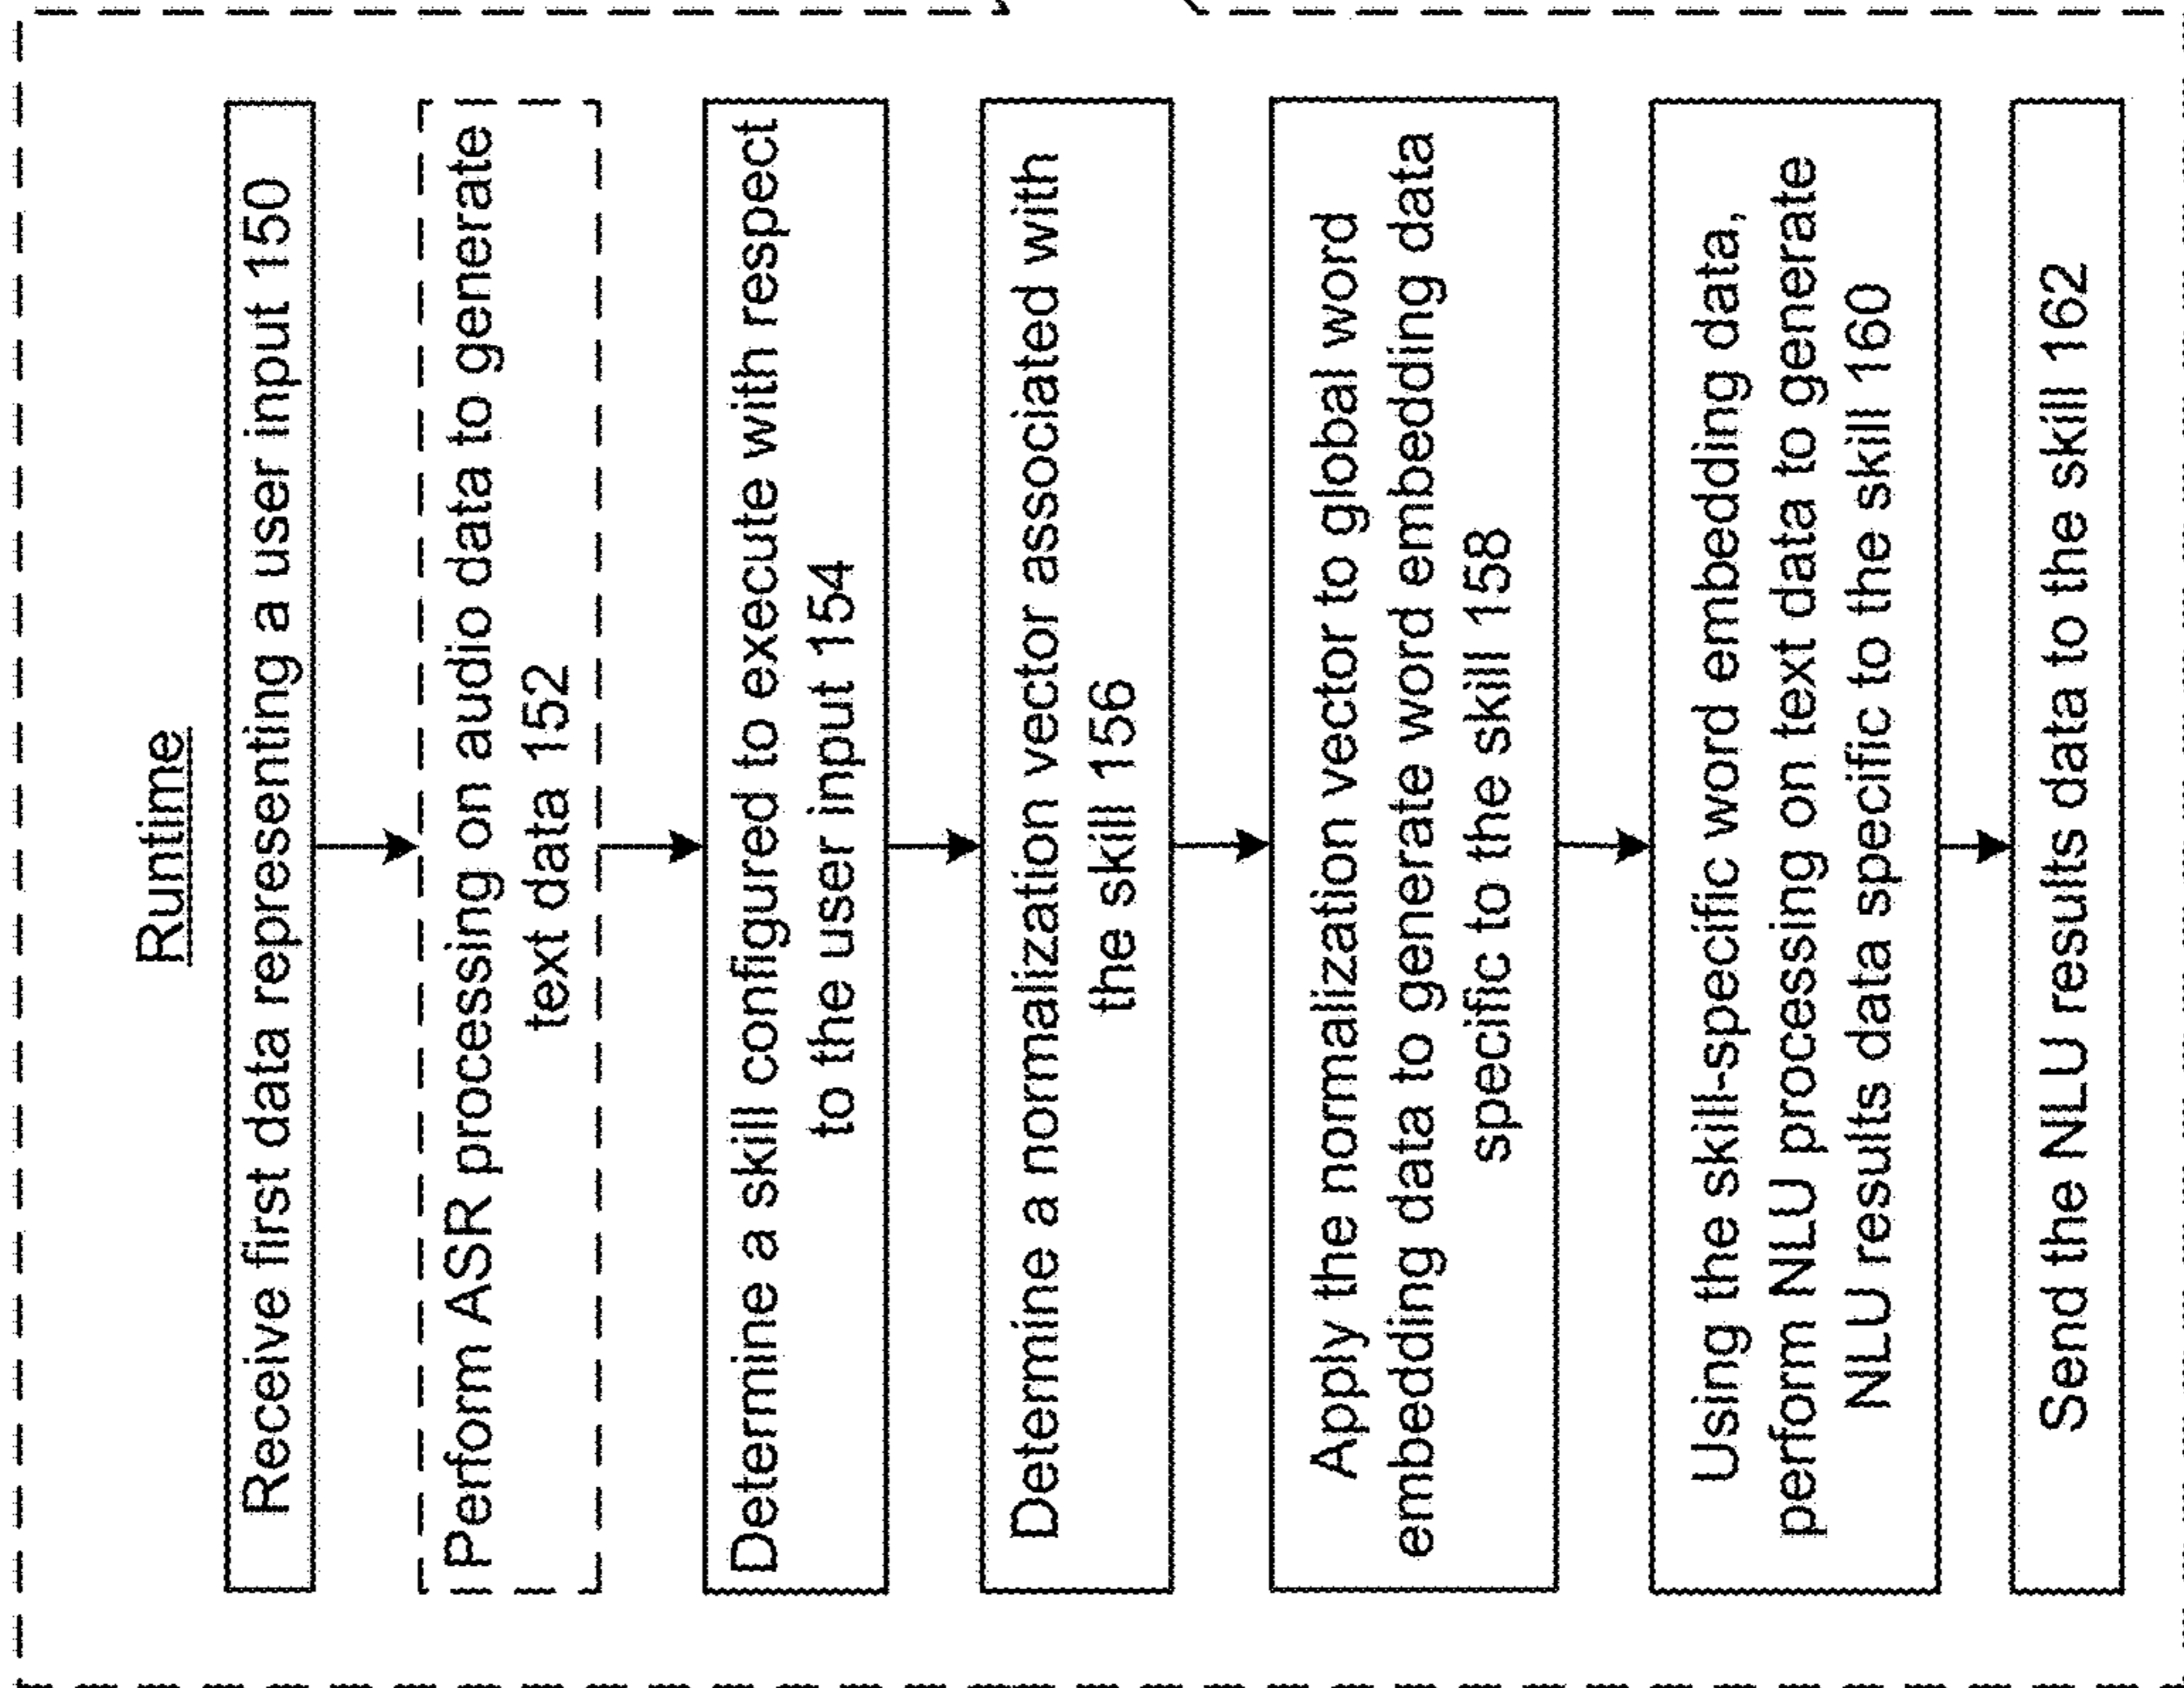 Runtime
Receive first data representing a user input 150
Perform ASR processing on audio data to generate
text data 152
Determine a skill configured to execute with respect
to the user input 154
Determine a normalization vector associated with
the skill 156
Apply the normalization vector to global word
embedding data to generate word embedding data
specific to the skill 158
Using the skill-specific word embedding data,
perform NLU processing on text data to generate
NLU results data specific to the skill 160
Send the NLU results data to the skill 162